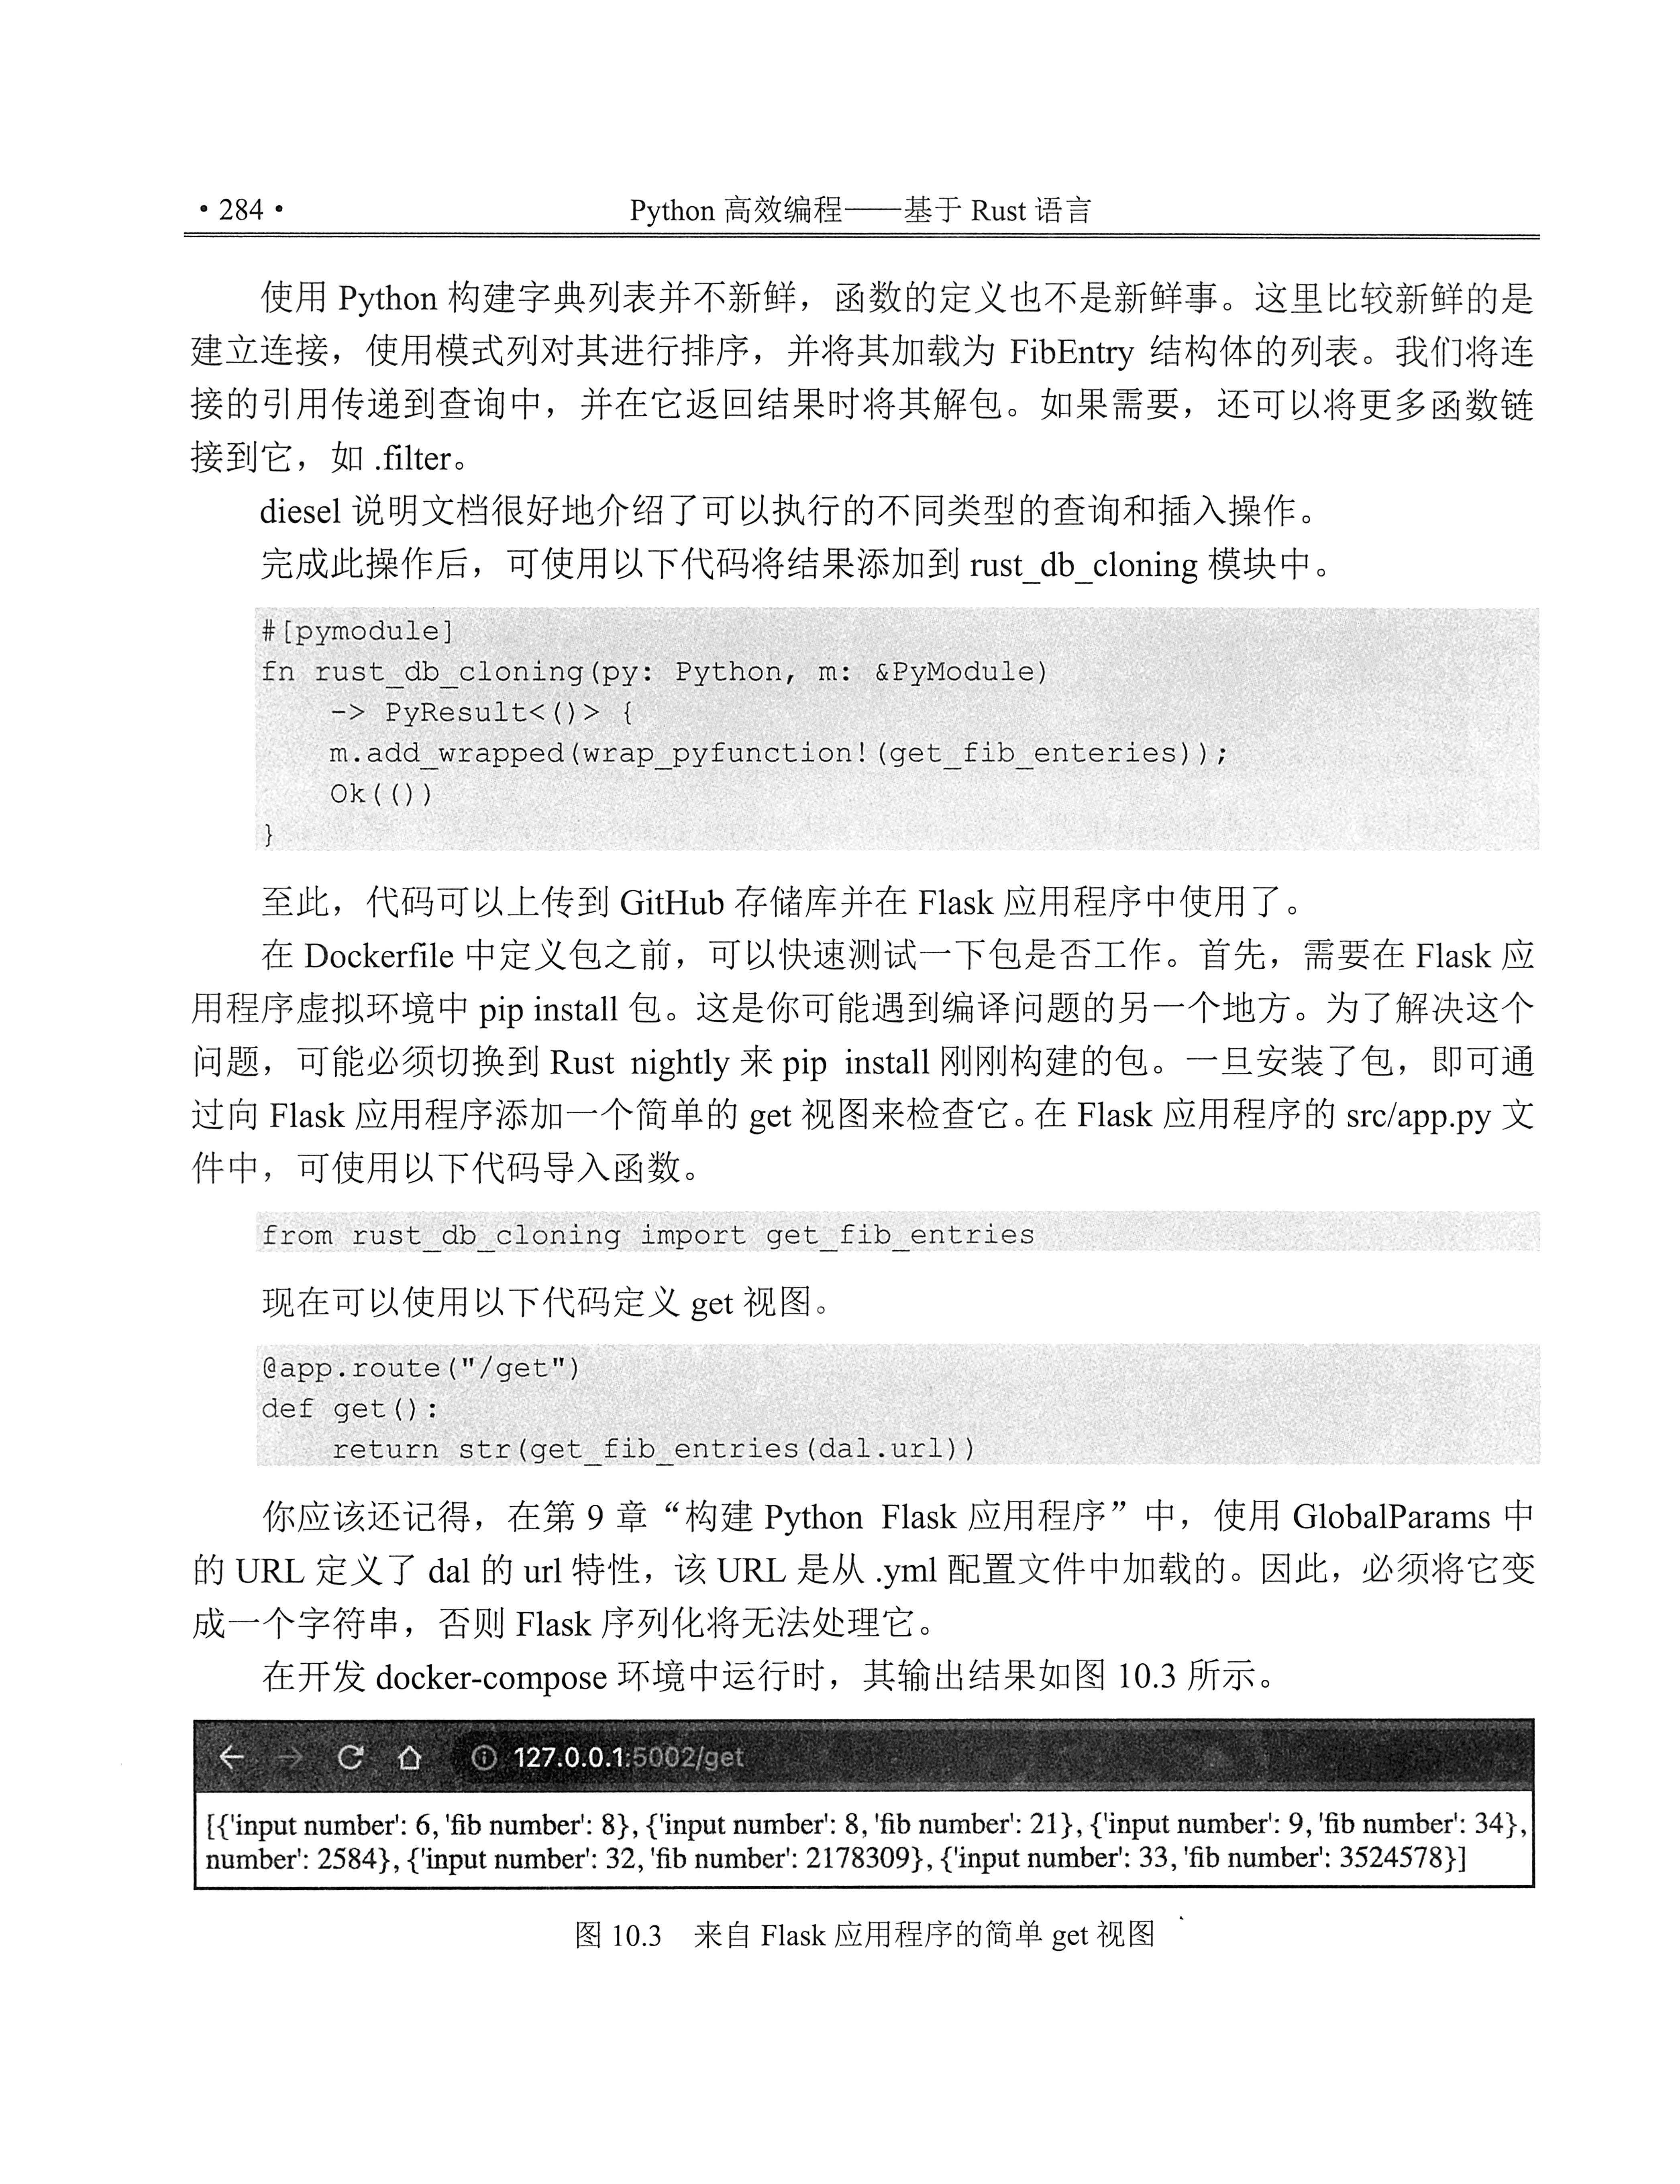 • 284 •
Python 高效编程——基于 Rust 语言
使用 Python 构建字典列表并不新鲜，函数的定义也不是新鲜事。这里比较新鲜的是
建立连接，使用模式列对其进行排序，并将其加载为 FibEntry 结构体的列表。我们将连
接的引用传递到查询中，并在它返回结果时将其解包。如果需要，还可以将更多函数链
接到它，如 .filter。
diesel 说明文档很好地介绍了可以执行的不同类型的查询和插入操作。
完成此操作后，可使用以下代码将结果添加到 rust_db_cloning 模块中。
#[pymodule]
fn rust_db_cloning(py: Python, m: &PyModule)
    -> PyResult<()> {
    m.add_wrapped(wrap_pyfunction!(get_fib_enteries));
    Ok(())
}
至此，代码可以上传到 GitHub 存储库并在 Flask 应用程序中使用了。
在 Dockerfile 中定义包之前，可以快速测试一下包是否工作。首先，需要在 Flask 应
用程序虚拟环境中 pip install 包。这是你可能遇到编译问题的另一个地方。为了解决这个
问题，可能必须切换到 Rust nightly 来 pip install 刚刚构建的包。一旦安装了包，即可通
过向 Flask 应用程序添加一个简单的 get 视图来检查它。在 Flask 应用程序的 src/app.py 文
件中，可使用以下代码导入函数。
from rust_db_cloning import get_fib_entries
现在可以使用以下代码定义 get 视图。
@app.route("/get")
def get():
    return str(get_fib_entries(dal.url))
你应该还记得，在第 9 章“构建 Python Flask 应用程序”中，使用 GlobalParams 中
的 URL 定义了 dal 的 url 特性，该 URL 是从 .yml 配置文件中加载的。因此，必须将它变
成一个字符串，否则 Flask 序列化将无法处理它。
在开发 docker-compose 环境中运行时，其输出结果如图 10.3 所示。
127.0.0.1:5002/get
[{'input number': 6, 'fib number': 8}, {'input number': 8, 'fib number': 21}, {'input number': 9, 'fib number': 34},
number': 2584}, {'input number': 32, 'fib number': 2178309}, {'input number': 33, 'fib number': 3524578}]
图 10.3 来自 Flask 应用程序的简单 get 视图